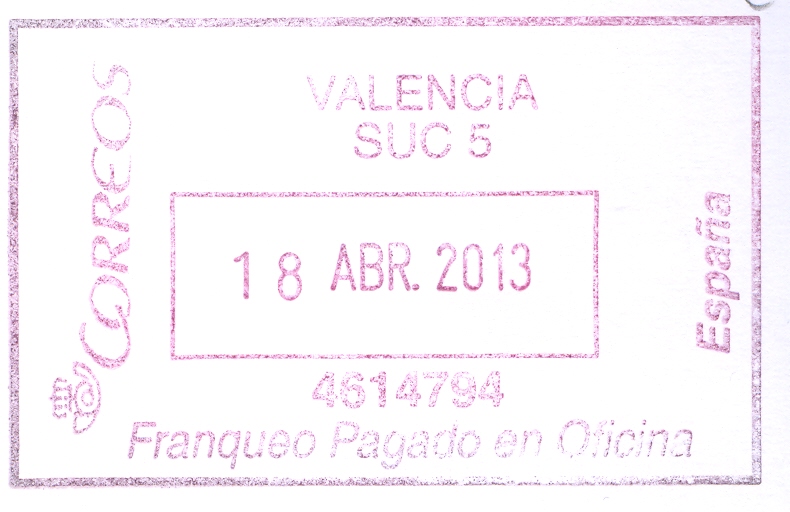 CORREOS
VALENCIA
SUC 5
18 ABR. 2013
4614794
Franqueo Pagado en Oficina
España